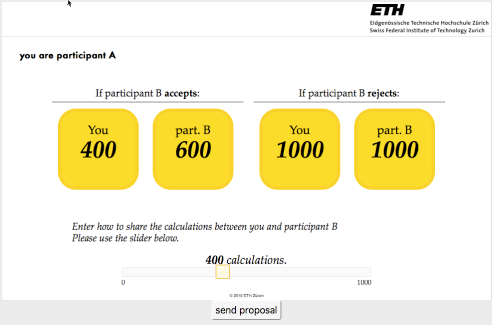 ETH
Eidgenössische Technische Hochschule Zürich
Swiss Federal Institute of Technology Zurich
you are participant A
If participant B accepts:
If participant B rejects:
You
400
part. B
600
You
1000
part. B
1000
Enter how to share the calculations between you and participant B
Please use the slider below.
400 calculations.
0
1000
© 2015 ETH Zürich
send proposal